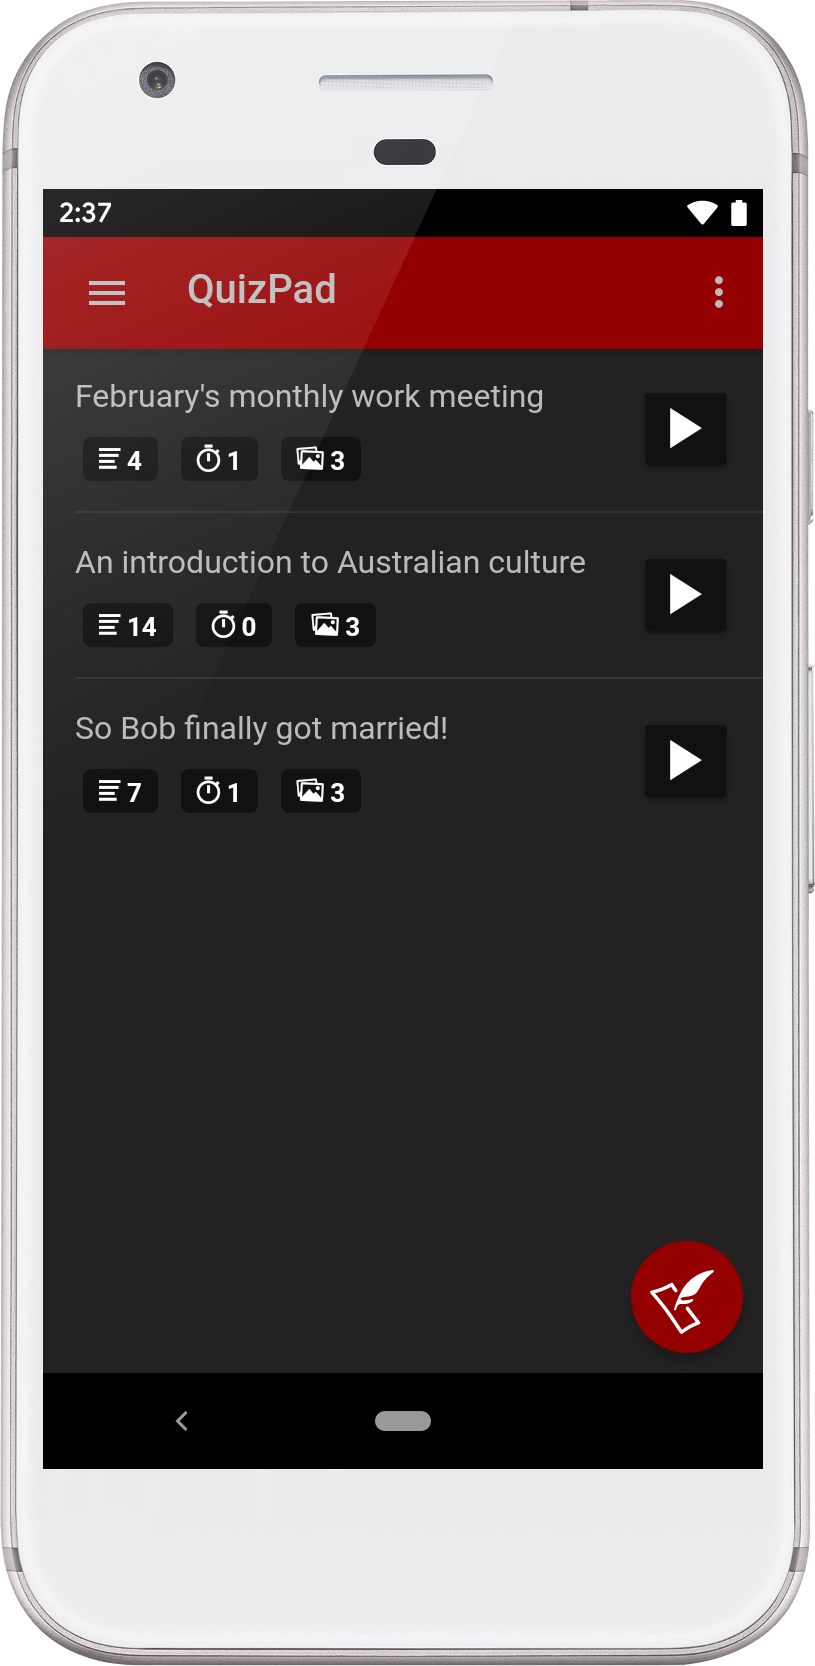 2:37
QuizPad
February's monthly work meeting
4 1 3
An introduction to Australian culture
14 0 3
So Bob finally got married!
7 1 3